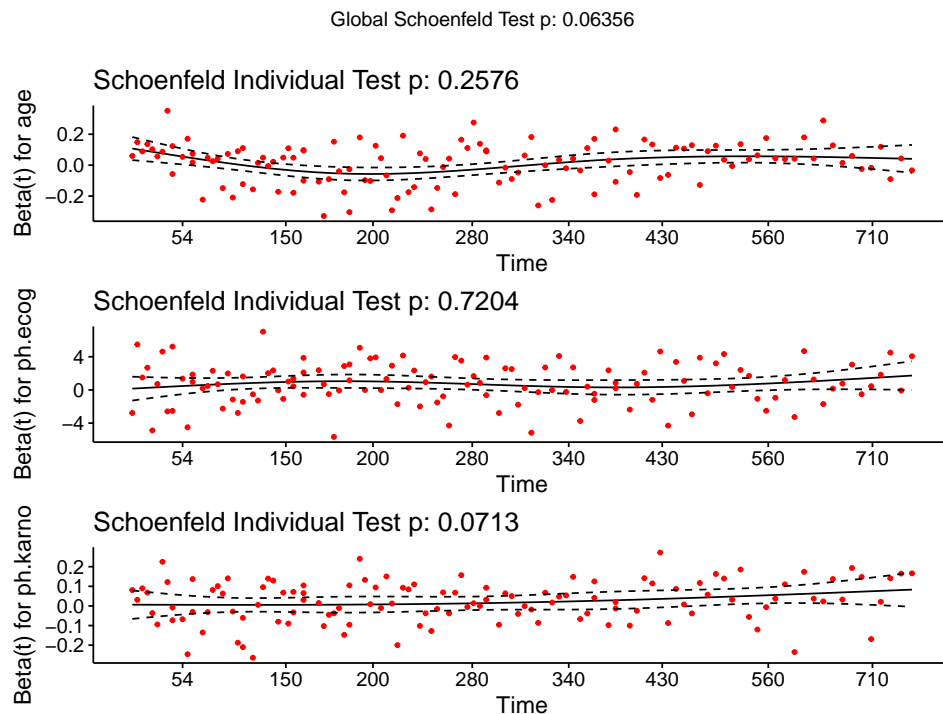 Global Schoenfeld Test p: 0.06356
Schoenfeld Individual Test p: 0.2576
Beta(t) for age
0.2
0.0
−0.2
54 150 200 280 340 430 560 710
Time
Schoenfeld Individual Test p: 0.7204
Beta(t) for ph.ecog
4
0
−4
54 150 200 280 340 430 560 710
Time
Schoenfeld Individual Test p: 0.0713
Beta(t) for ph.karno
0.2
0.1
0.0
−0.1
−0.2
54 150 200 280 340 430 560 710
Time